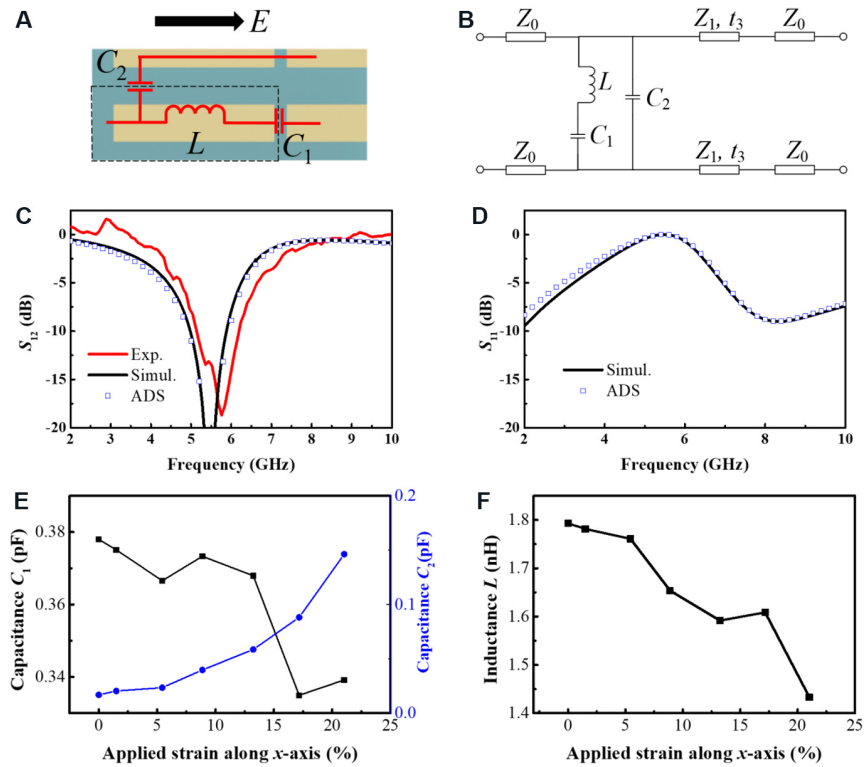 A
E
C2
L
C1
B
Z0
Z1, t3
L
C2
C1
Z0
Z1, t3
Z0
C
S12 (dB)
0
-5
-10
-15
-20
Exp.
Simul.
ADS
2 3 4 5 6 7 8 9 10
Frequency (GHz)
D
S11 (dB)
0
-5
-10
-15
-20
Simul.
ADS
2 4 6 8 10
Frequency (GHz)
E
Capacitance C1 (pF)
0.38
0.36
0.34
0.2
0.1
0.0
Capacitance C2(pF)
0 5 10 15 20 25
Applied strain along x-axis (%)
F
Inductance L (nH)
1.8
1.7
1.6
1.5
1.4
0 5 10 15 20 25
Applied strain along x-axis (%)